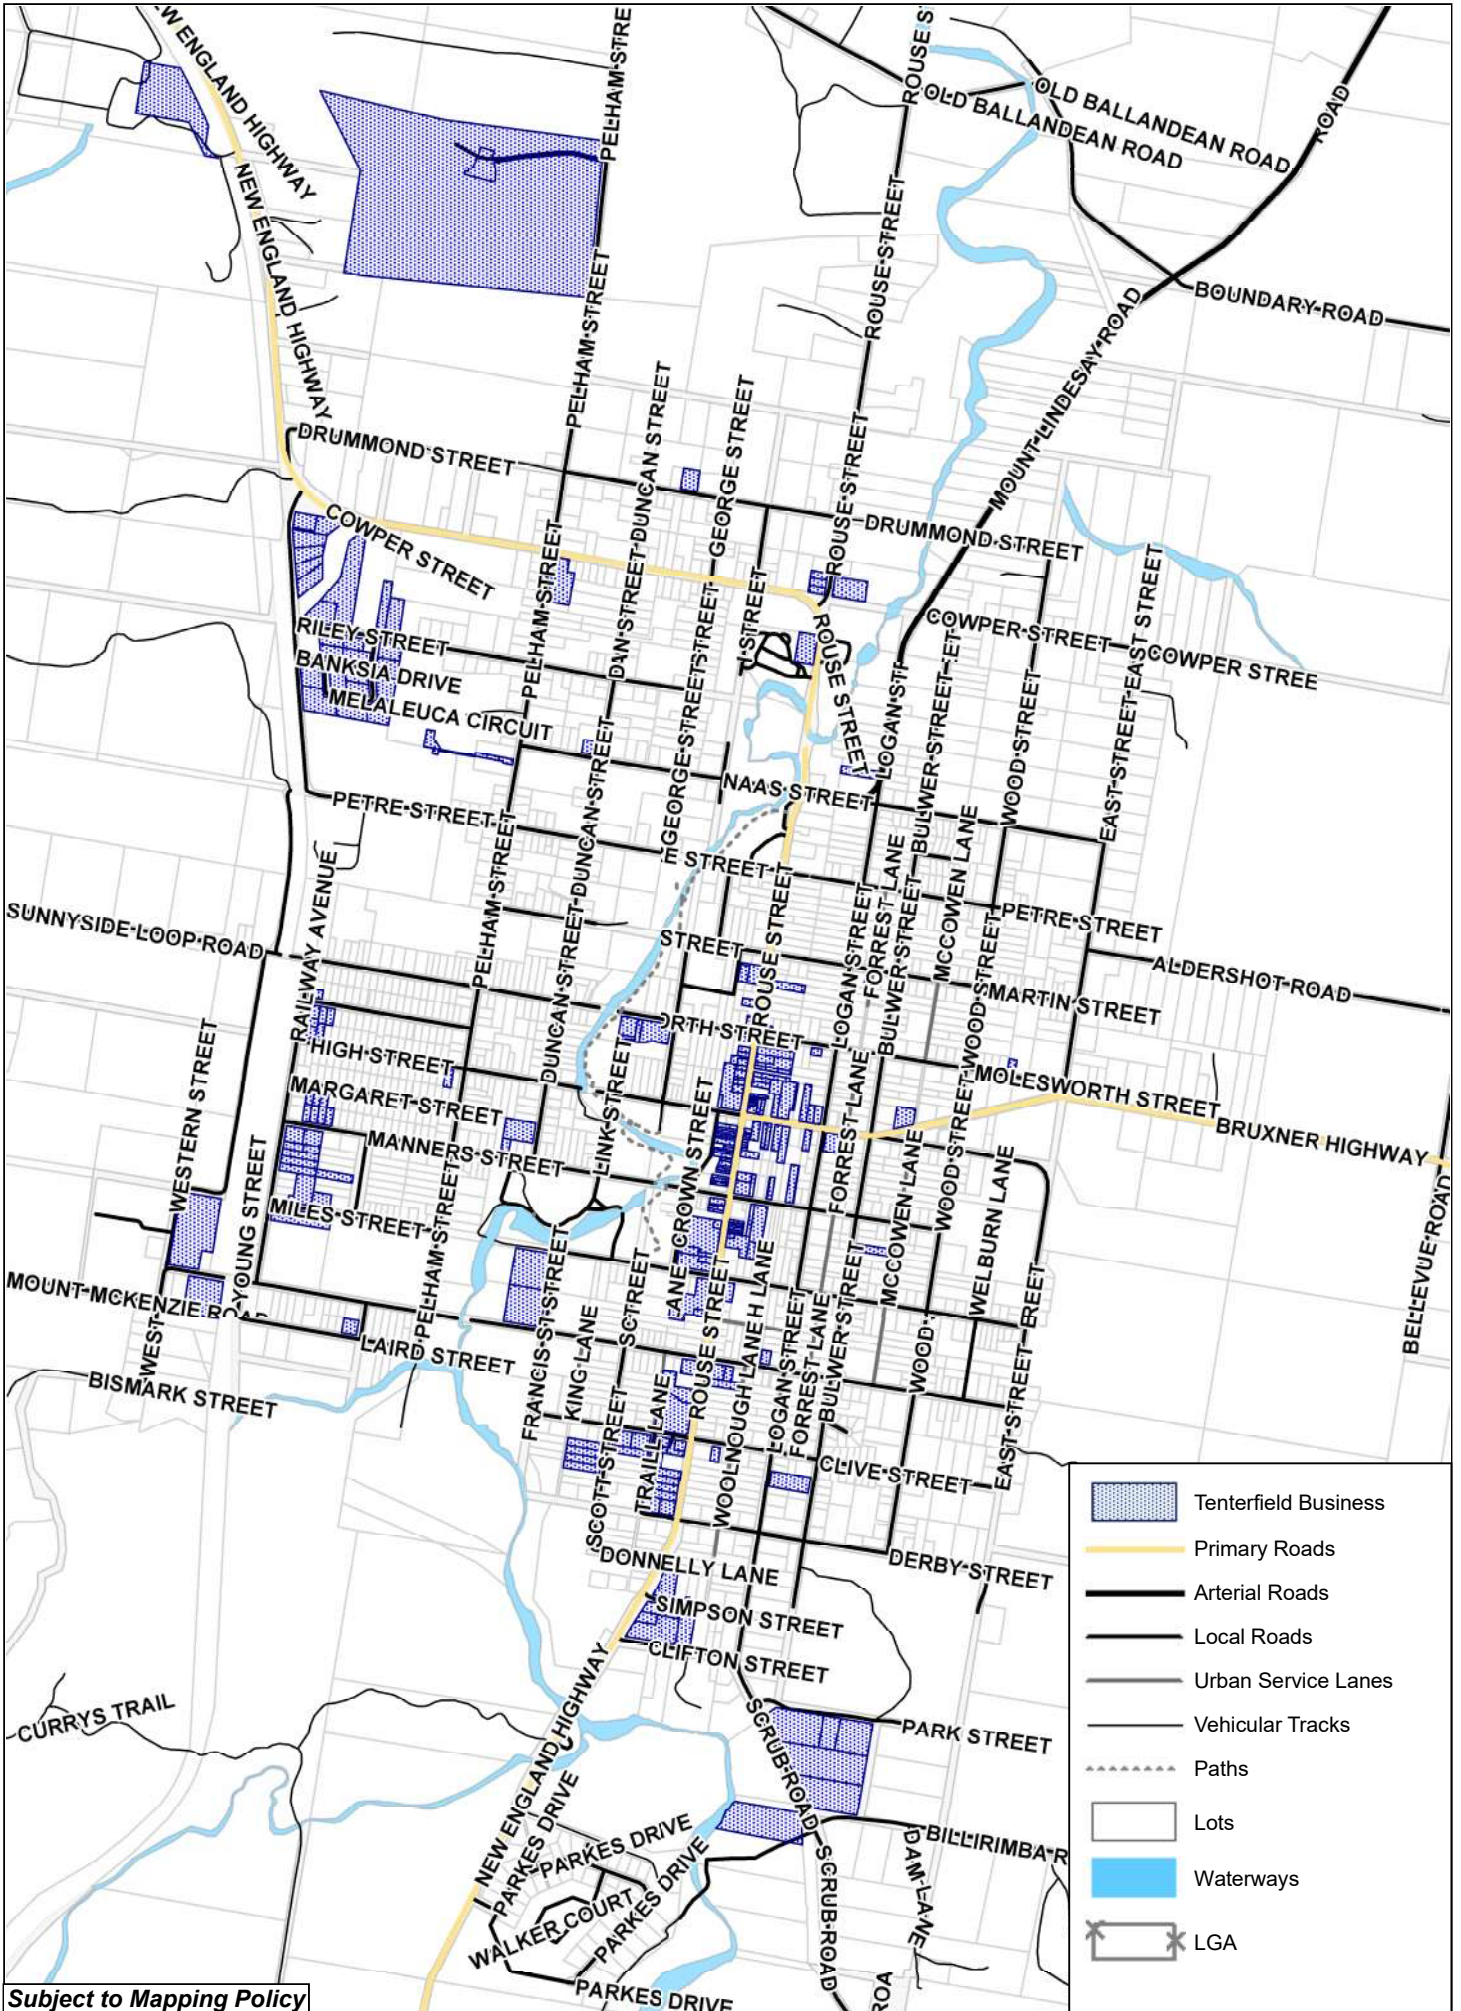 NEW ENGLAND HIGHWAY
PELHAM STRE
ROUSE S
OLD BALLANDEAN ROAD
OLD BALLANDEAN ROAD
ROAD
NEW ENGLAND HIGHWAY
ROUSE STREET
PELHAM STREET
BOUNDARY ROAD
MOUNT LINDESAY ROAD
DRUMMOND STREET
DUNCAN STREET
GEORGE STREET
ROUSE STREET
DRUMMOND STREET
COWPER STREET
PELHAM STREET
DAN STREET
STREET
STREET
EAST STREET
COWPER STREET
COWPER STREE
RILEY STREET
BANKSIA DRIVE
MELALEUCA CIRCUIT
ROUSE STREET
LOGAN ST
BULWER STREET
WOOD STREET
EAST STREET
GEORGE STREET
NAAS STREET
DUNCAN STREET
PETRE STREET
PELHAM STREET
E STREET
ROUSE STREET
LOGAN STREET
FORREST LANE
BULWER STREET
MCCOWEN LANE
PETRE STREET
SUNNYSIDE LOOP ROAD
RAILWAY AVENUE
DUNCAN STREET
STREET
WOOD STREET
ALDERSHOT ROAD
MARTIN STREET
ORTH STREET
HIGH STREET
MARGARET STREET
MANNERS STREET
WESTERN STREET
LINK STREET
CROWN STREET
LANE
FORREST LANE
WOOD STREET
MOLESWORTH STREET
BRUXNER HIGHWAY
MILES STREET
YOUNG STREET
PELHAM STREET
MCCOWEN LANE
WELBURN LANE
BELLEVUE ROAD
MOUNT MCKENZIE ROAD
WEST
LAIRD STREET
BISMARK STREET
FRANCIS ST STREET
KING LANE
SCTREET
ANE
ROUSE STREET
WOOLNOUGH LANE
H LANE
LOGAN STREET
FORREST LANE
BULWER STREET
WOOD
EAST STREET
EREET
SCOTT STREET
TRAILL LANE
CLIVE STREET
DONNELLY LANE
DERBY STREET
SIMPSON STREET
CLIFTON STREET
NEW ENGLAND HIGHWAY
CURRYS TRAIL
SCRUB ROAD
PARK STREET
PARKES DRIVE
PARKES DRIVE
PARKES DRIVE
WALKER COURT
PARKES DRIVE
SCRUB ROAD
DAM LANE
BILLIRIMBA R
ROA
Tenterfield Business
Primary Roads
Arterial Roads
Local Roads
Urban Service Lanes
Vehicular Tracks
Paths
Lots
Waterways
LGA
Subject to Mapping Policy